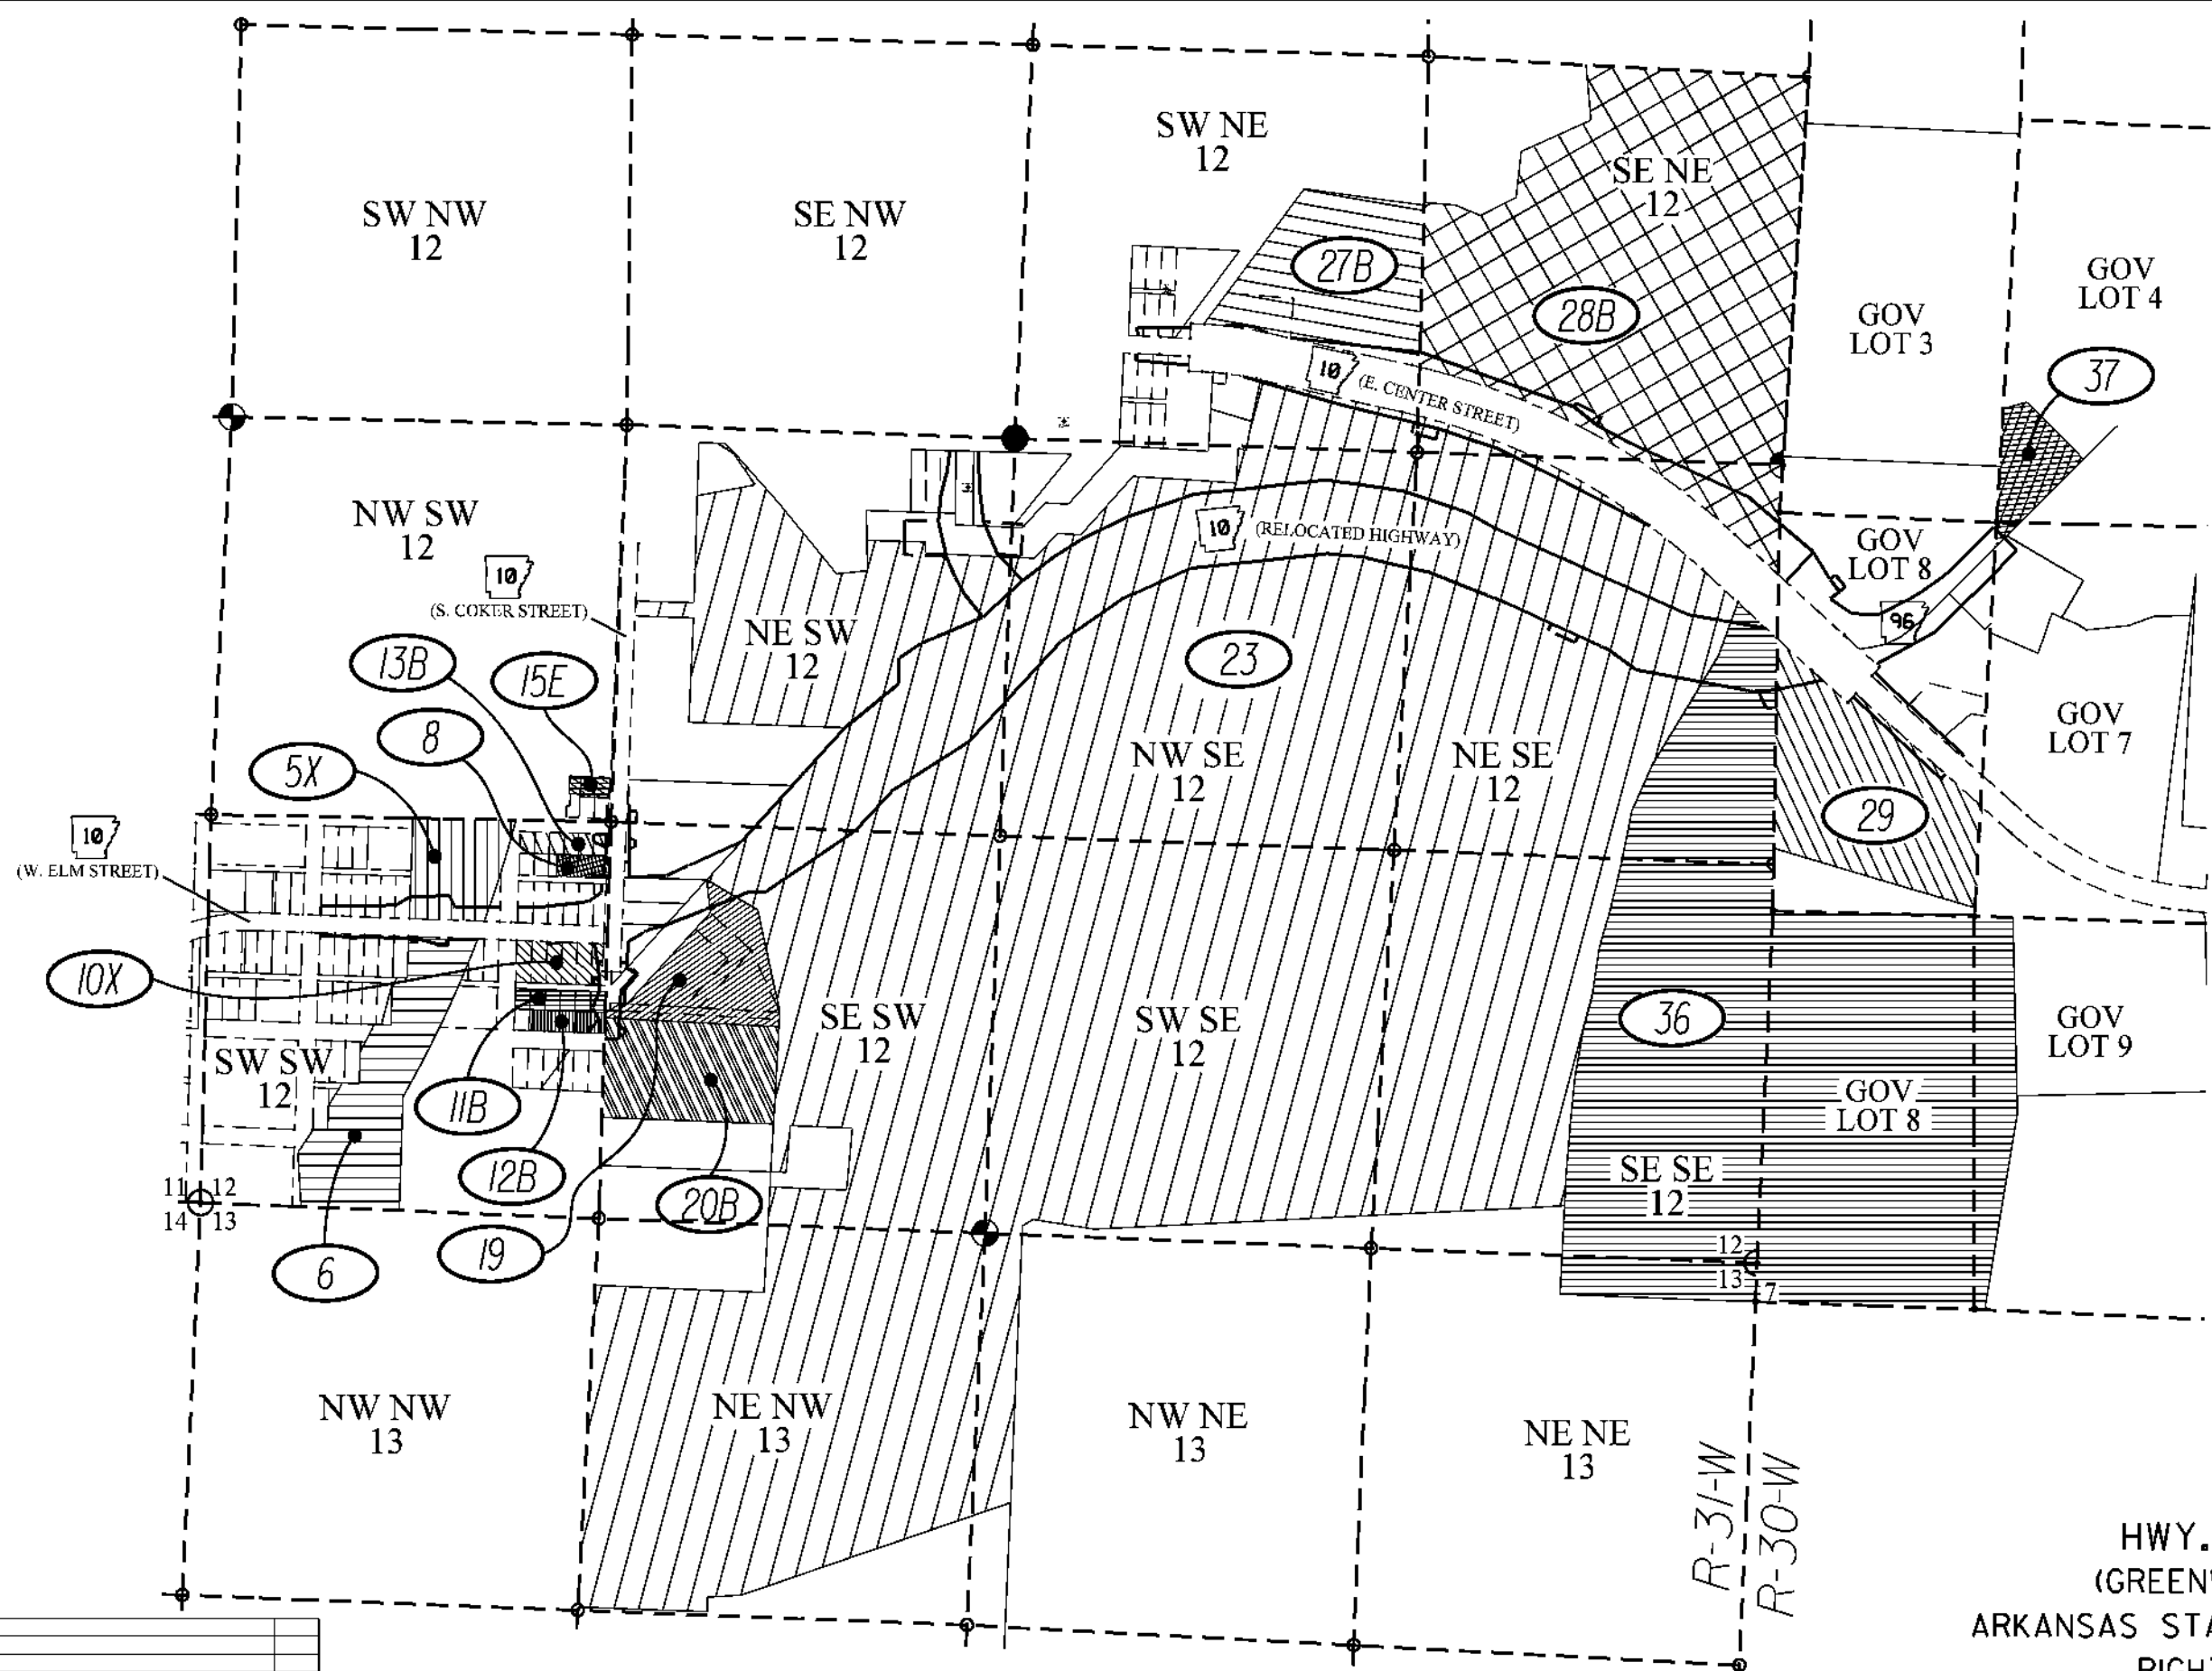 SW NW
12
SE NW
12
SW NE
12
SE NE
12
GOV
LOT 3
GOV
LOT 4
27B
28B
37
10
(E. CENTER STREET)
NW SW
12
10
(S. COKER STREET)
NE SW
12
10
(RELOCATED HIGHWAY)
GOV
LOT 8
96
13B
15E
8
5X
23
NW SE
12
NE SE
12
29
GOV
LOT 7
10
(W. ELM STREET)
10X
SW SW
12
11B
12B
20B
19
6
SE SW
12
SW SE
12
36
GOV
LOT 9
GOV
LOT 8
SE SE
12
11 12
14 13
12
13
7
NW NW
13
NE NW
13
NW NE
13
NE NE
13
R-31-W
R-30-W
HWY.
(GREENW
ARKANSAS STA
RIGHT